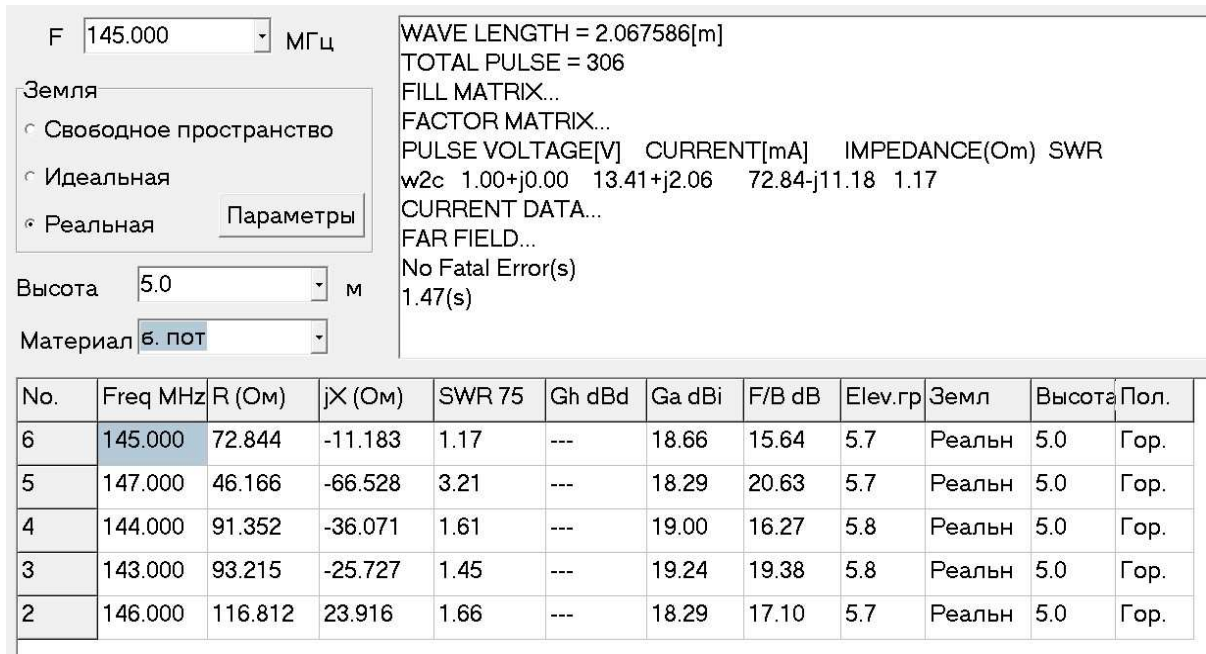 F 145.000 МГц
Земля
Свободное пространство
Идеальная
Реальная Параметры
Высота 5.0 м
Материал б. пот
WAVE LENGTH = 2.067586[m]
TOTAL PULSE = 306
FILL MATRIX...
FACTOR MATRIX...
PULSE VOLTAGE[V] CURRENT[mA] IMPEDANCE(Om) SWR
w2c 1.00+j0.00 13.41+j2.06 72.84-j11.18 1.17
CURRENT DATA...
FAR FIELD...
No Fatal Error(s)
1.47(s)
No. Freq MHz R (Ом) jX (Ом) SWR 75 Gh dBd Ga dBi F/B dB Elev.гр Земл Высота Пол.
6 145.000 72.844 -11.183 1.17 --- 18.66 15.64 5.7 Реальн 5.0 Гор.
5 147.000 46.166 -66.528 3.21 --- 18.29 20.63 5.7 Реальн 5.0 Гор.
4 144.000 91.352 -36.071 1.61 --- 19.00 16.27 5.8 Реальн 5.0 Гор.
3 143.000 93.215 -25.727 1.45 --- 19.24 19.38 5.8 Реальн 5.0 Гор.
2 146.000 116.812 23.916 1.66 --- 18.29 17.10 5.7 Реальн 5.0 Гор.